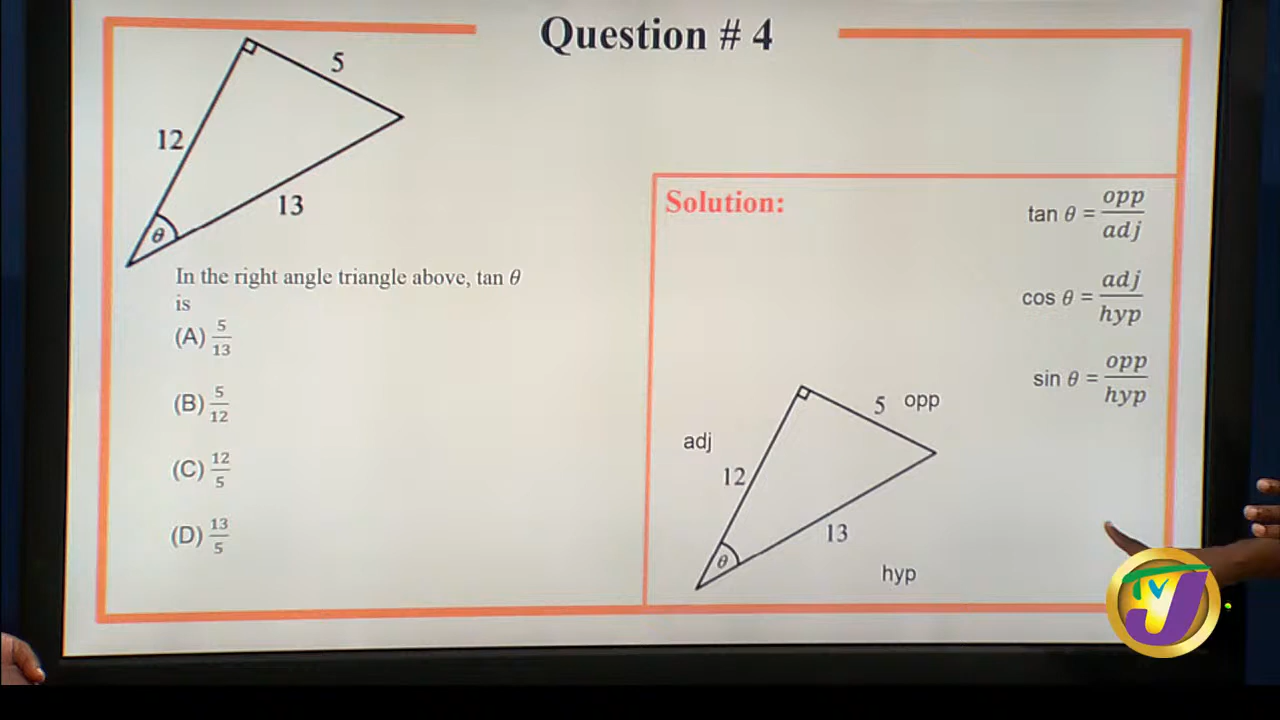 Question # 4
5
12
13
θ
In the right angle triangle above, tan θ
is
(A) 5/13
(B) 5/12
(C) 12/5
(D) 13/5
Solution:
tan θ = opp/adj
cos θ = adj/hyp
sin θ = opp/hyp
5 opp
adj
12
13
θ
hyp
TVJ